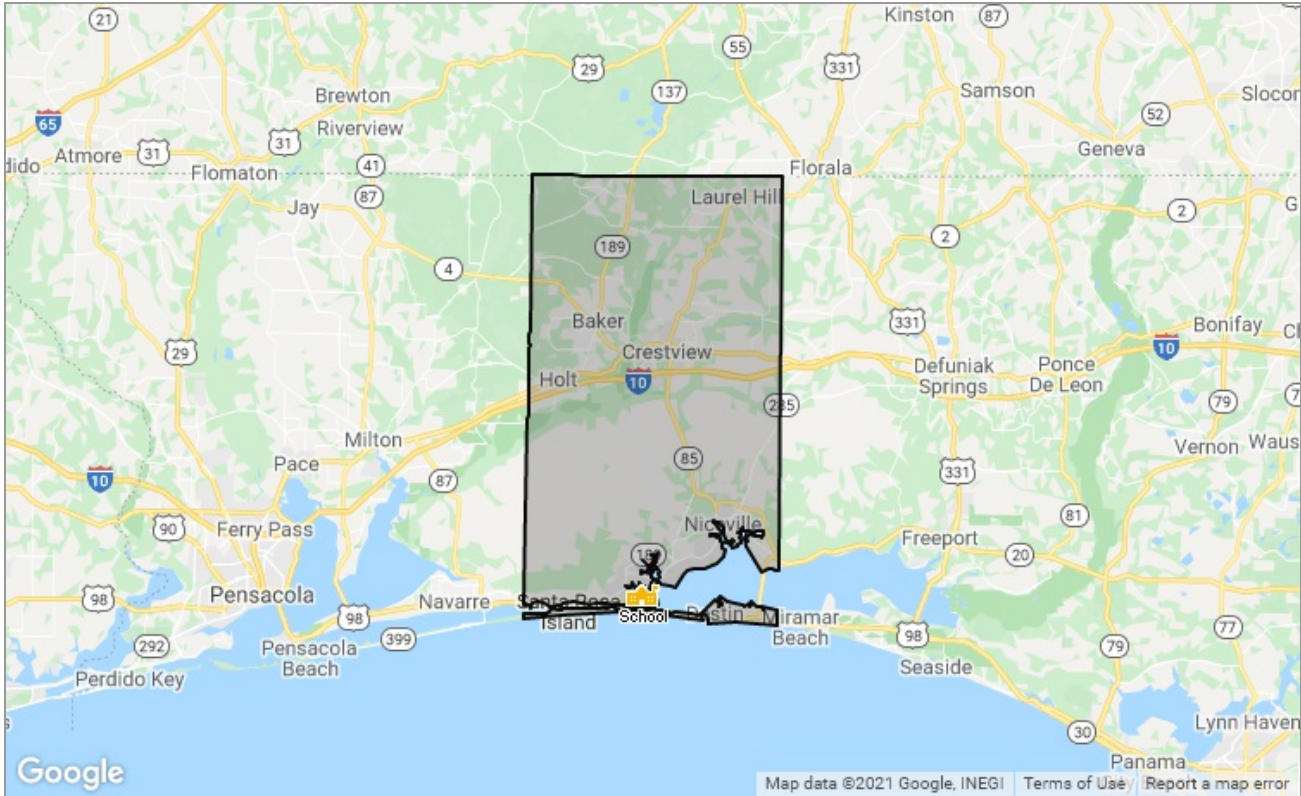 21
Kinston
87
55
331
29
137
Brewton
Samson
Slocor
65
Riverview
52
31
31
Atmore
dido
Flomaton
41
Geneva
Florala
87
Jay
Laurel Hill
2
G
189
2
4
Baker
331
Bonifay
29
Crestview
10
Defuniak
Springs
Ponce
De Leon
Holt
10
285
79
Milton
Vernon
Waus
Pace
85
331
10
87
90
Ferry Pass
Niceville
81
Freeport
20
Pensacola
98
Navarre
Santa Rosa
Island
School
Destin
Miramar
Beach
98
77
98
399
Pensacola
Beach
292
Perdido Key
Seaside
79
30
Lynn Haven
Panama
Google
Map data ©2021 Google, INEGI
Terms of Use
Report a map error